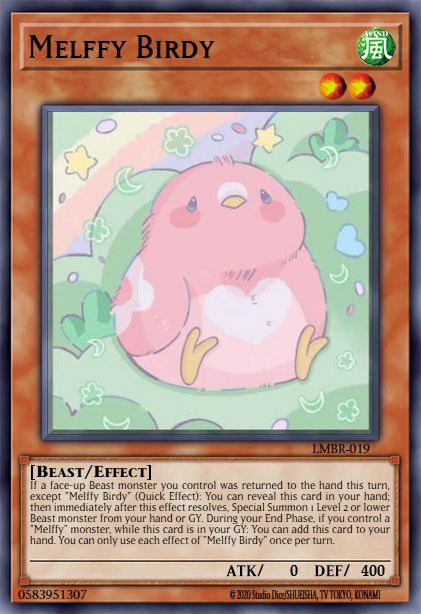 Melffy Birdy
WIND
風
LMBR-019
[Beast/Effect]
If a face-up Beast monster you control was returned to the hand this turn,
except "Melffy Birdy" (Quick Effect): You can reveal this card in your hand;
then immediately after this effect resolves, Special Summon 1 Level 2 or lower
Beast monster from your hand or GY. During your End Phase, if you control a
"Melffy" monster, while this card is in your GY: You can add this card to your
hand. You can only use each effect of "Melffy Birdy" once per turn.
ATK/ 0 DEF/ 400
0583951307 ©2020 Studio Dice/SHUEISHA, TV TOKYO, KONAMI